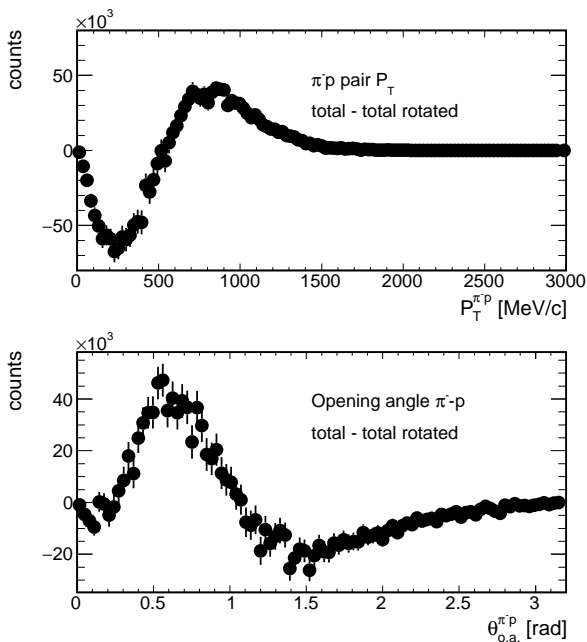 ×10³
counts
50
0
−50
π⁻p pair P_T
total - total rotated
0 500 1000 1500 2000 2500 3000
P_T^{π⁻p} [MeV/c]
×10³
counts
40
20
0
−20
Opening angle π⁻-p
total - total rotated
0 0.5 1 1.5 2 2.5 3
θ_{o.a.}^{π⁻p} [rad]